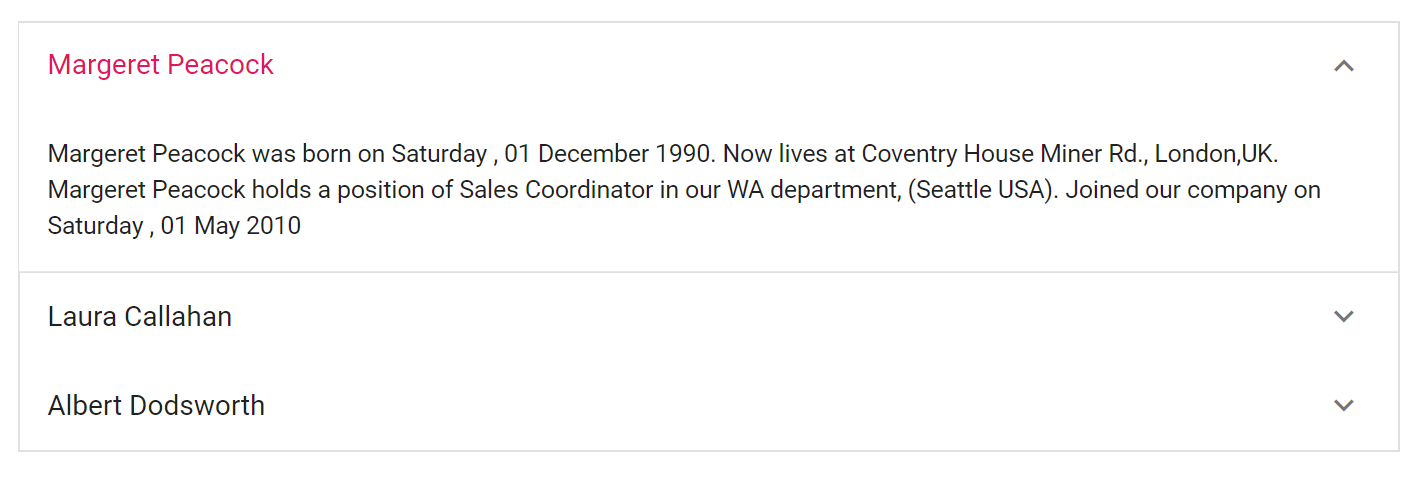 Margeret Peacock
Margeret Peacock was born on Saturday , 01 December 1990. Now lives at Coventry House Miner Rd., London,UK.
Margeret Peacock holds a position of Sales Coordinator in our WA department, (Seattle USA). Joined our company on
Saturday , 01 May 2010
Laura Callahan
Albert Dodsworth